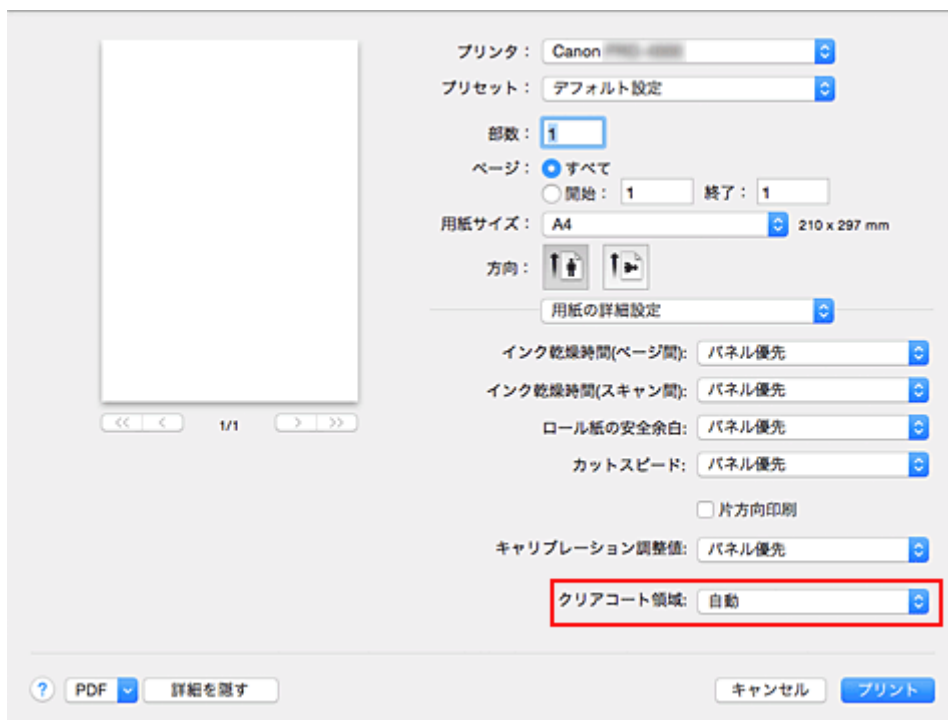 プリンタ： Canon
プリセット： デフォルト設定
部数： 1
ページ： すべて
開始： 1 終了： 1
用紙サイズ： A4 210 x 297 mm
方向：
用紙の詳細設定
インク乾燥時間(ページ間): パネル優先
インク乾燥時間(スキャン間): パネル優先
1/1
ロール紙の安全余白: パネル優先
カットスピード: パネル優先
片方向印刷
キャリブレーション調整値: パネル優先
クリアコート領域: 自動
? PDF 詳細を隠す キャンセル プリント